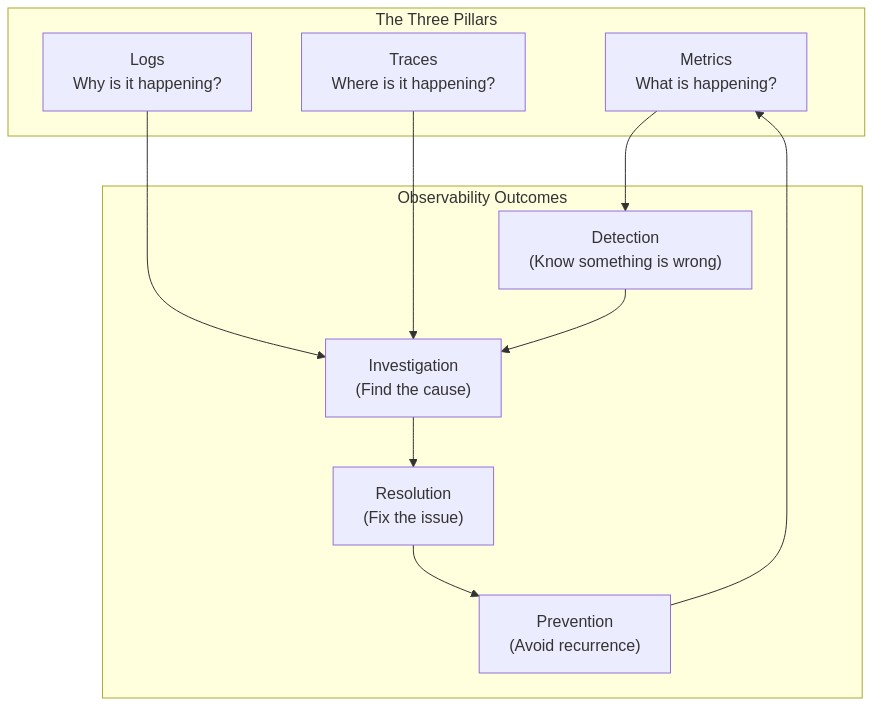 The Three Pillars
Logs
Why is it happening?
Traces
Where is it happening?
Metrics
What is happening?
Observability Outcomes
Detection
(Know something is wrong)
Investigation
(Find the cause)
Resolution
(Fix the issue)
Prevention
(Avoid recurrence)